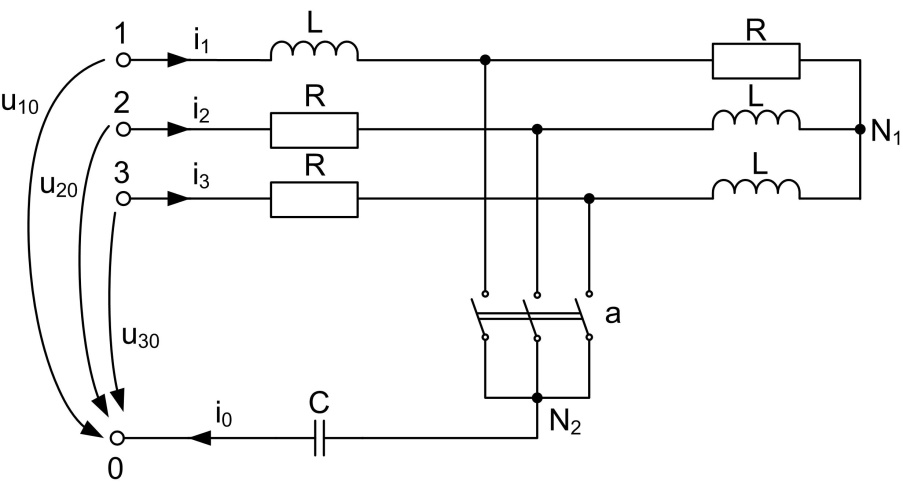 L
R
1
i₁
u₁₀
2
i₂
R
L
N₁
u₂₀
3
i₃
R
L
a
u₃₀
i₀
C
N₂
0